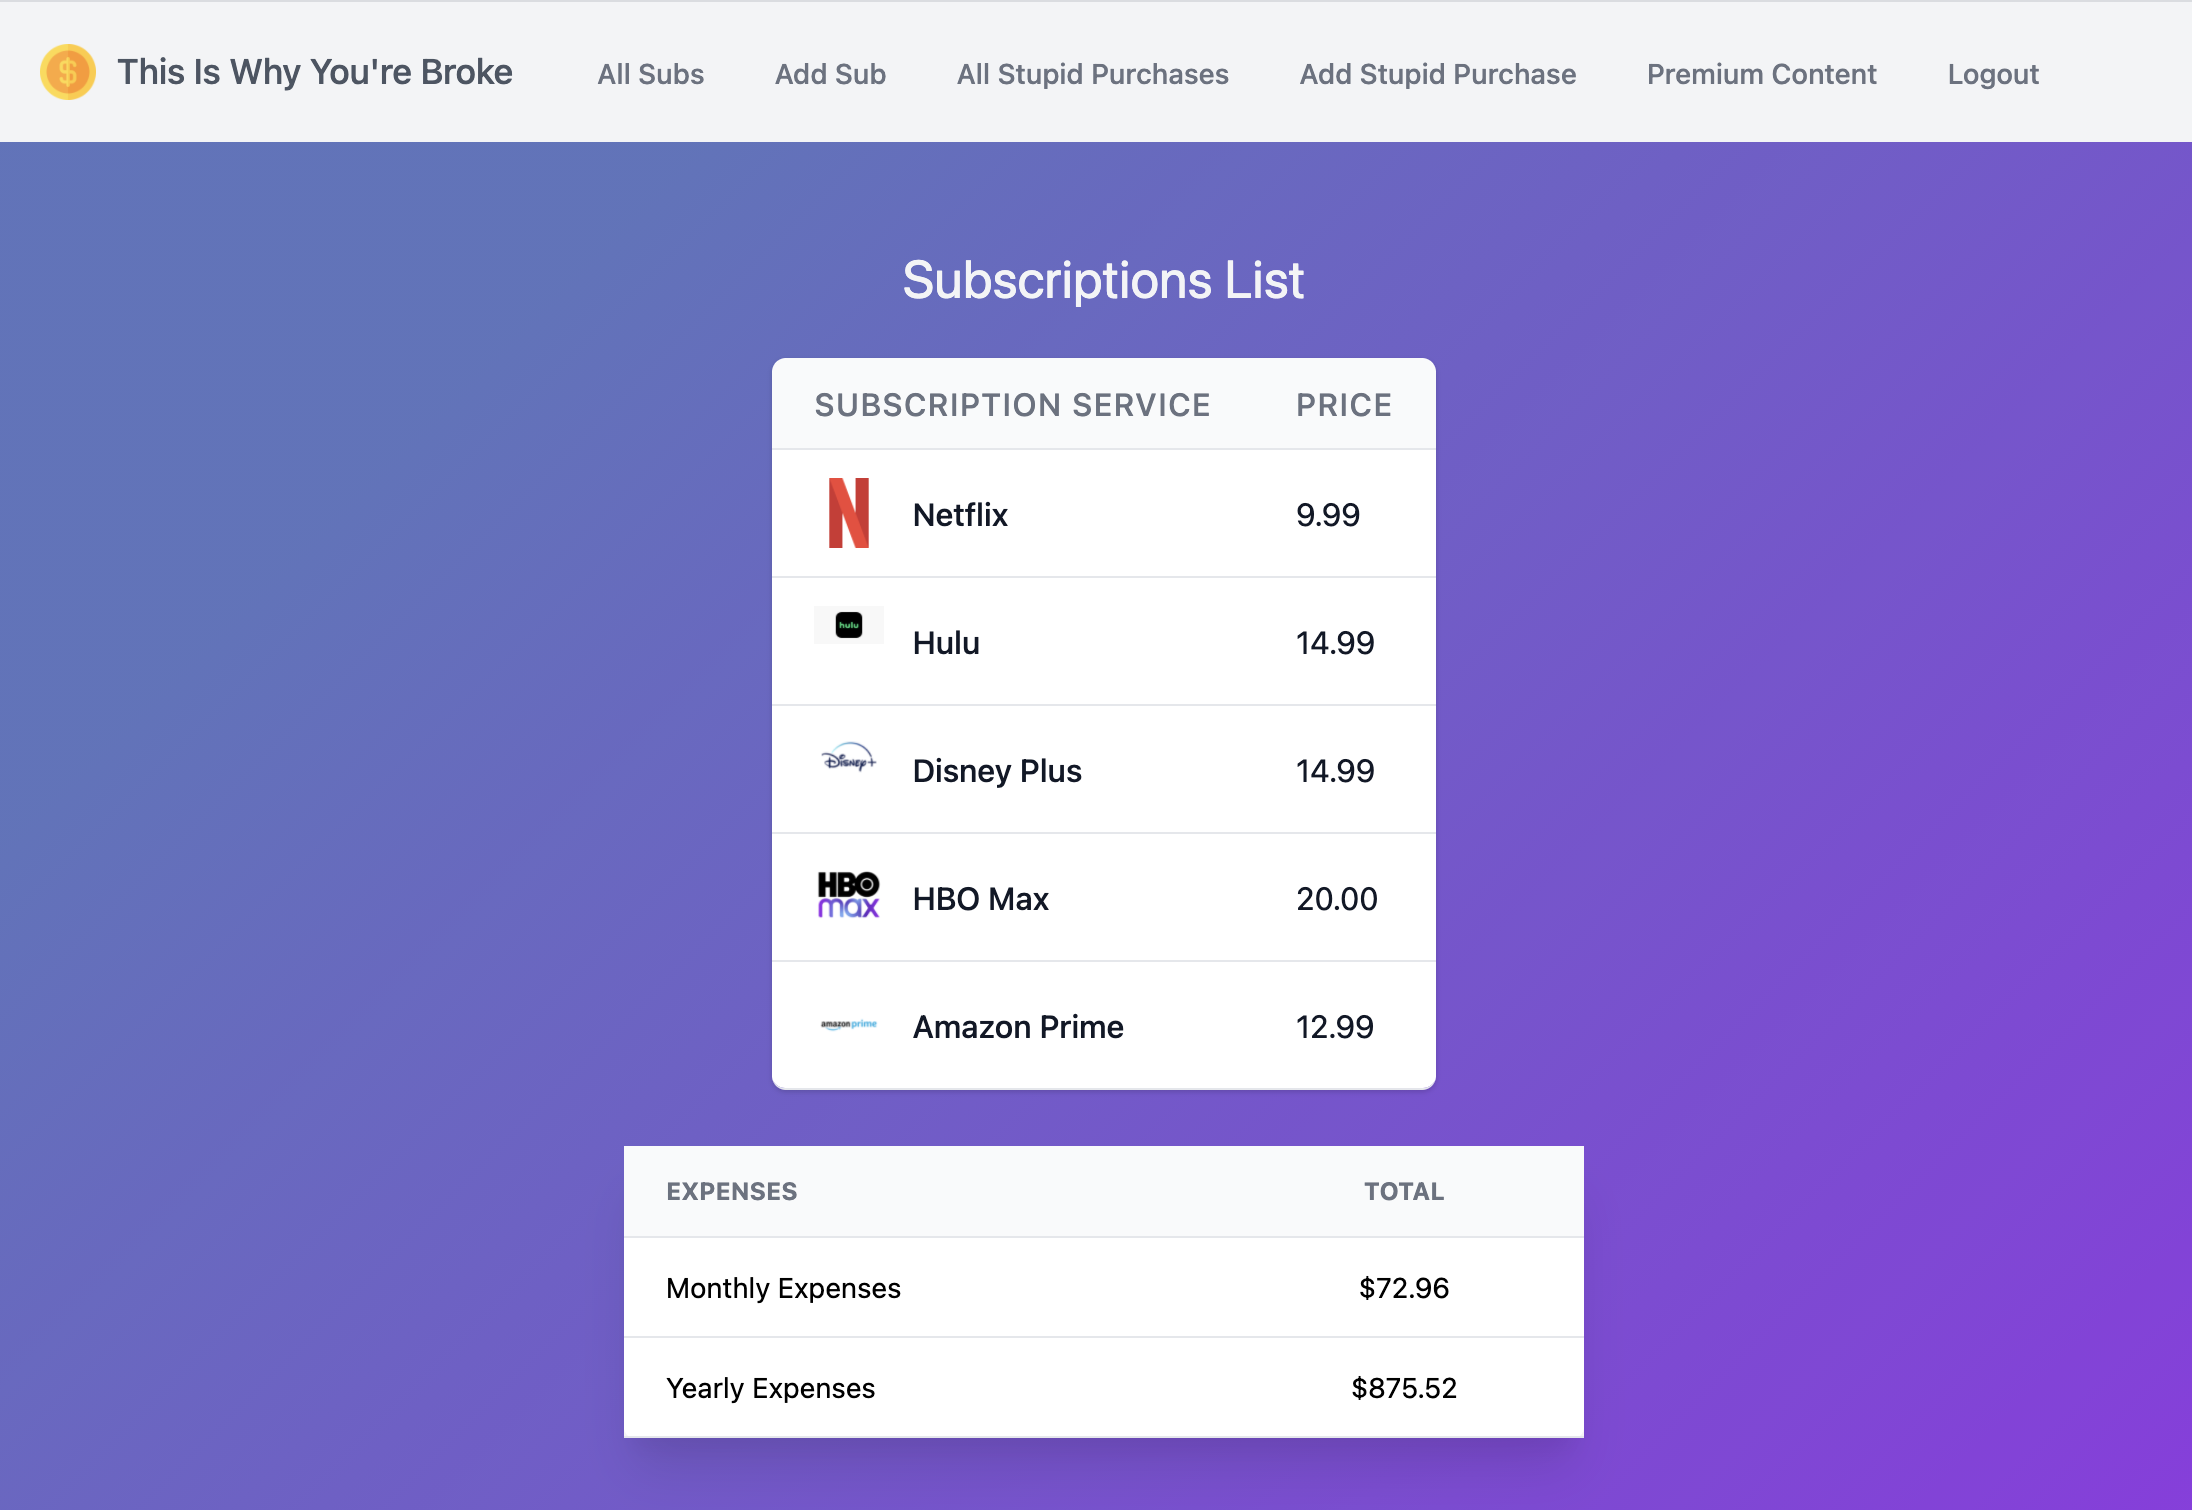 $ This Is Why You're Broke All Subs Add Sub All Stupid Purchases Add Stupid Purchase Premium Content Logout
Subscriptions List
SUBSCRIPTION SERVICE PRICE
N Netflix 9.99
hulu Hulu 14.99
Disney+ Disney Plus 14.99
HBO
max
HBO Max 20.00
amazon prime Amazon Prime 12.99
EXPENSES TOTAL
Monthly Expenses $72.96
Yearly Expenses $875.52